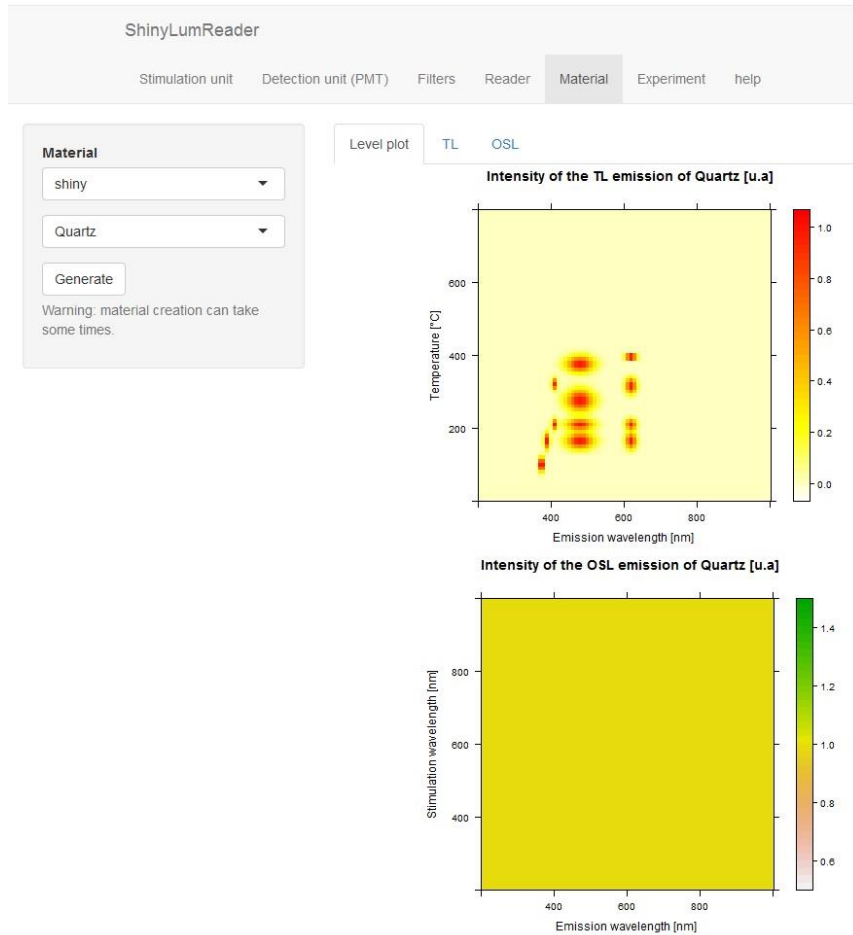 ShinyLumReader
Stimulation unit Detection unit (PMT) Filters Reader Material Experiment help
Material
shiny
Quartz
Generate
Warning: material creation can take
some times.
Level plot TL OSL
Intensity of the TL emission of Quartz [u.a]
Temperature [°C]
600
400
200
400 600 800
Emission wavelength [nm]
1.0
0.8
0.6
0.4
0.2
0.0
Intensity of the OSL emission of Quartz [u.a]
Stimulation wavelength [nm]
800
600
400
400 600 800
Emission wavelength [nm]
1.4
1.2
1.0
0.8
0.6